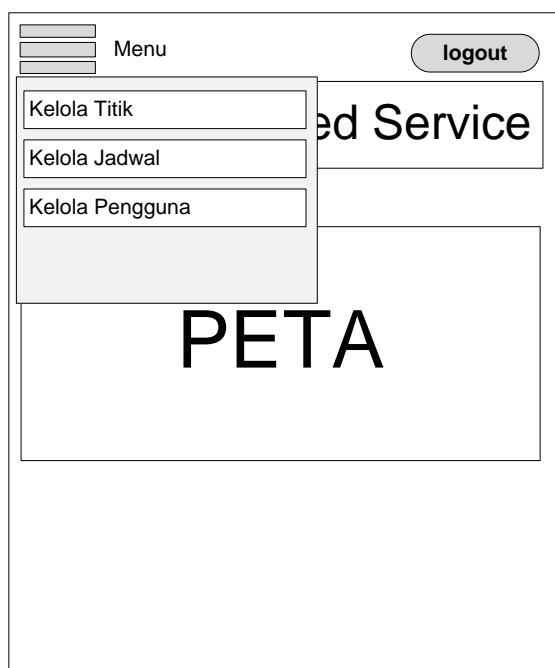 Menu
logout
Kelola Titik
ed Service
Kelola Jadwal
Kelola Pengguna
PETA